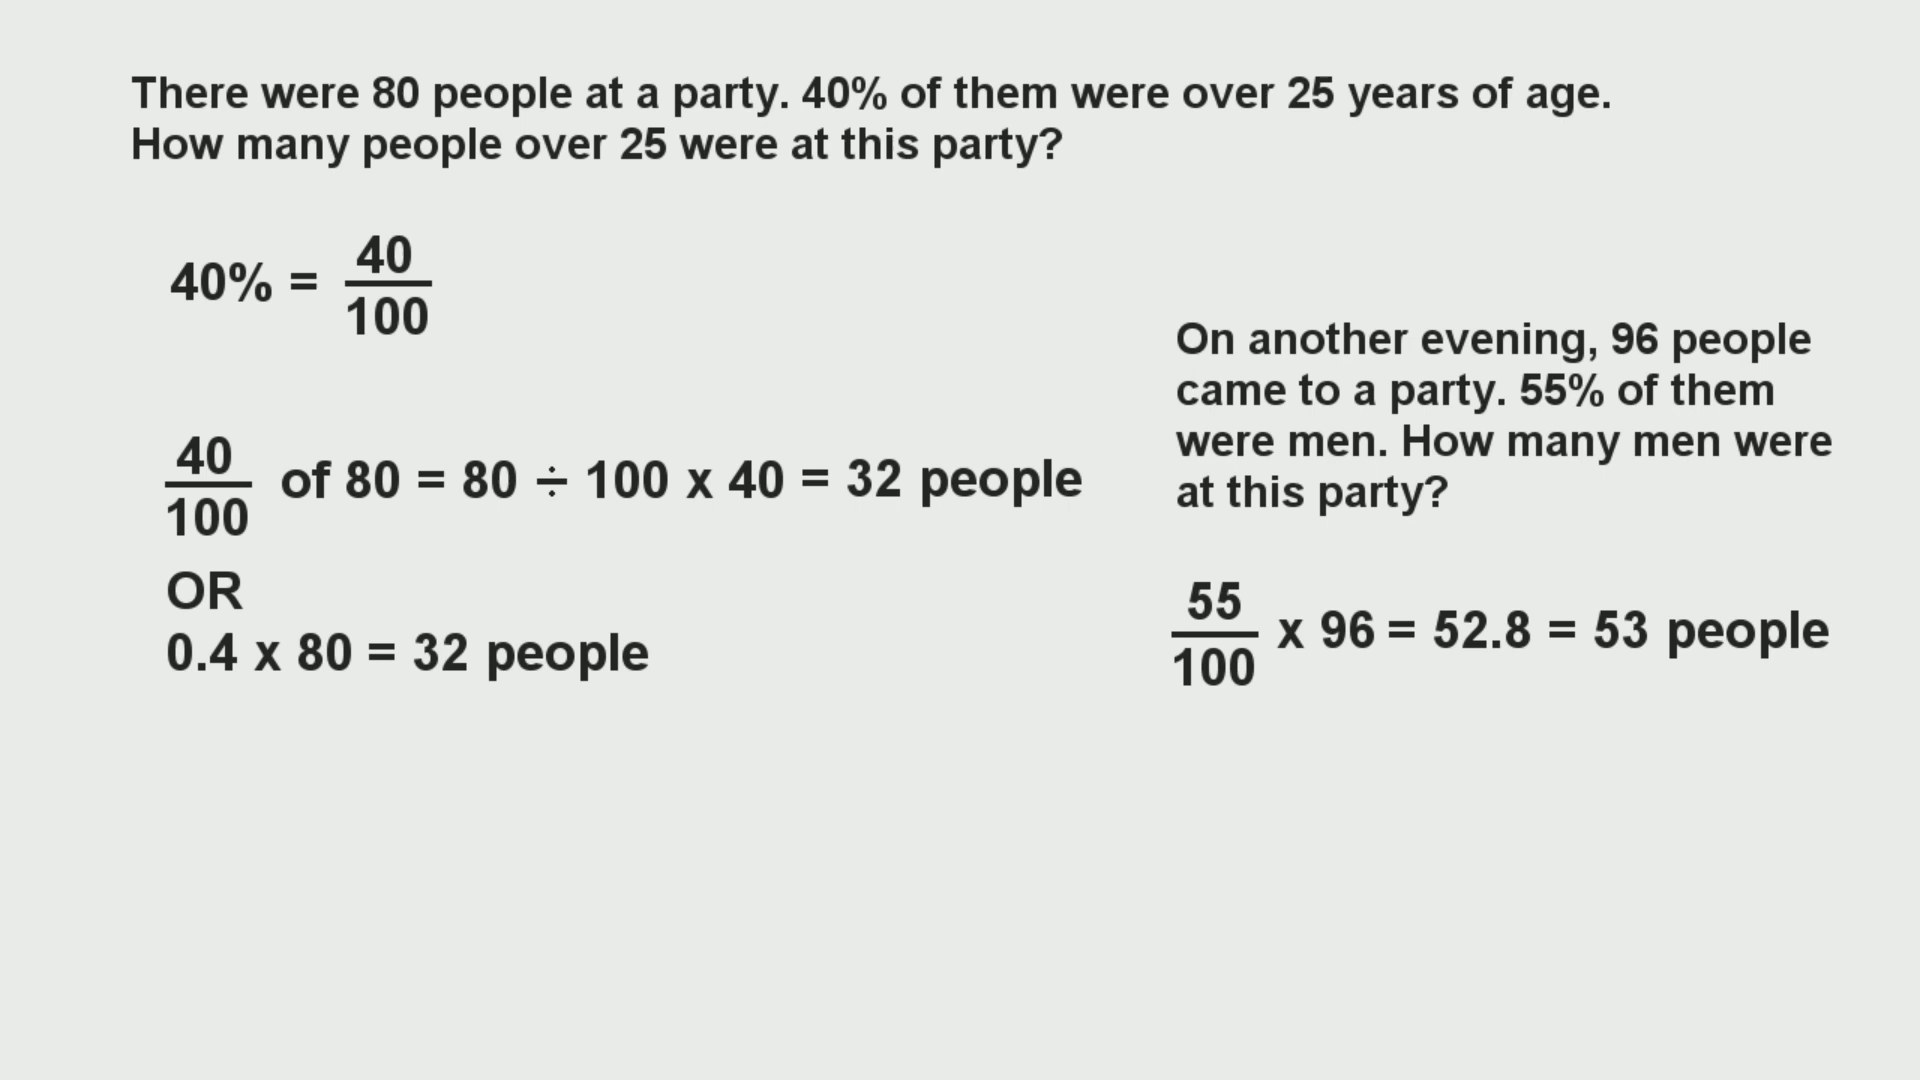 There were 80 people at a party. 40% of them were over 25 years of age.
How many people over 25 were at this party?
40% = 40/100
40/100 of 80 = 80 ÷ 100 x 40 = 32 people
OR
0.4 x 80 = 32 people
On another evening, 96 people
came to a party. 55% of them
were men. How many men were
at this party?
55/100 x 96 = 52.8 = 53 people